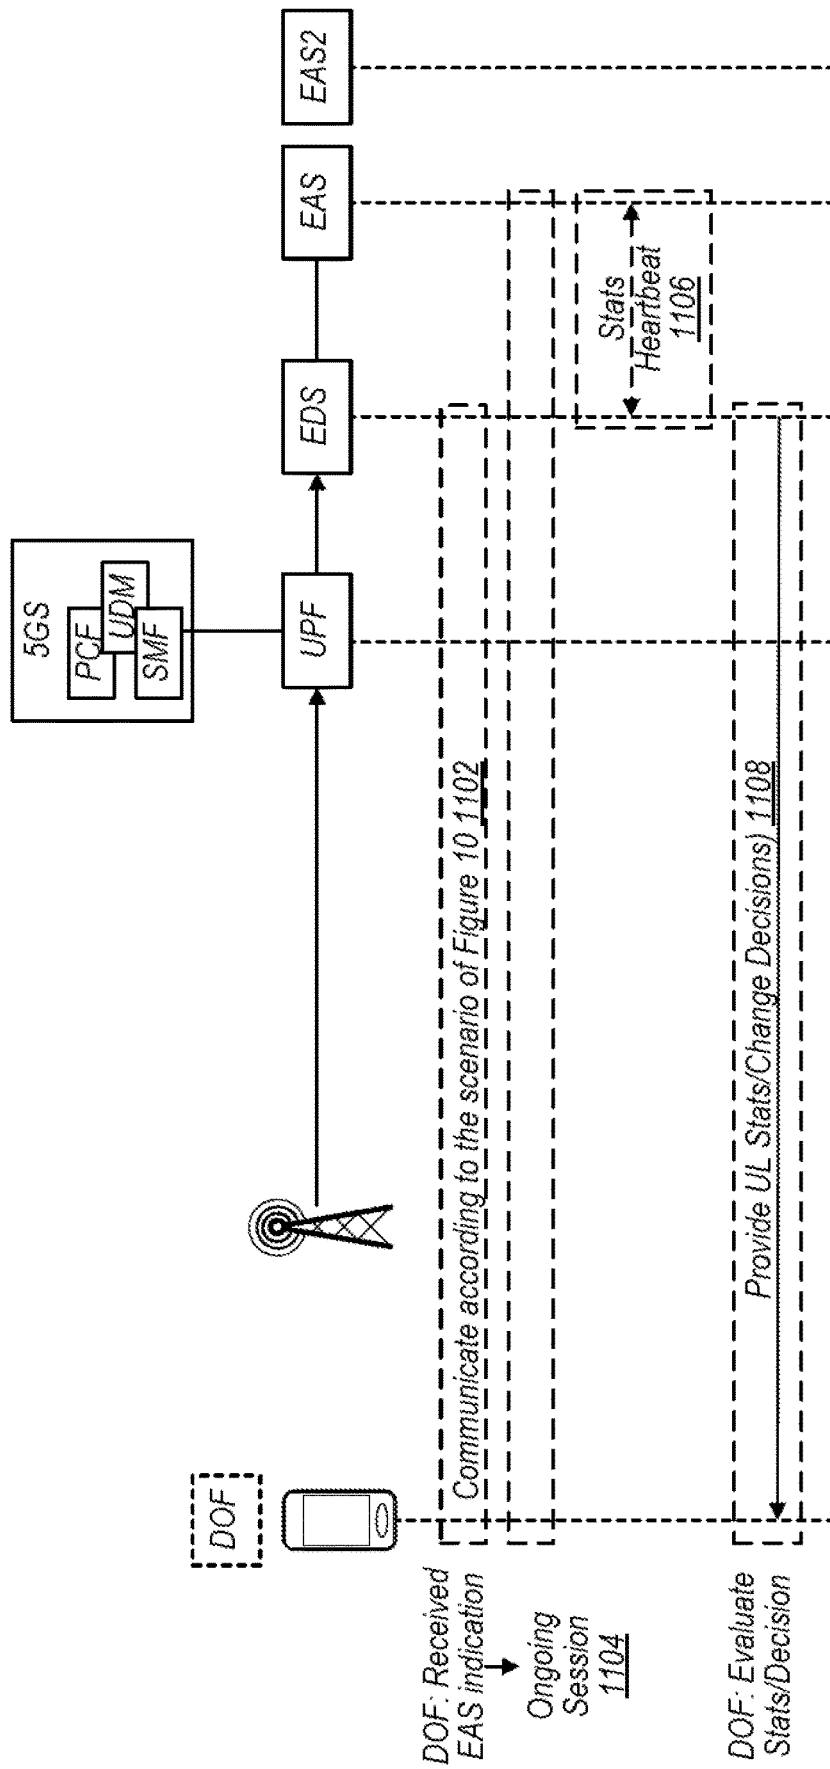 5GS
PCF
UDM
SMF
DOF
UPF
EDS
EAS
EAS2
DOF: Received
EAS indication
Communicate according to the scenario of Figure 10 1102
Ongoing
Session
1104
Stats
Heartbeat
1106
DOF: Evaluate
Stats/Decision
Provide UL Stats/Change Decisions) 1108